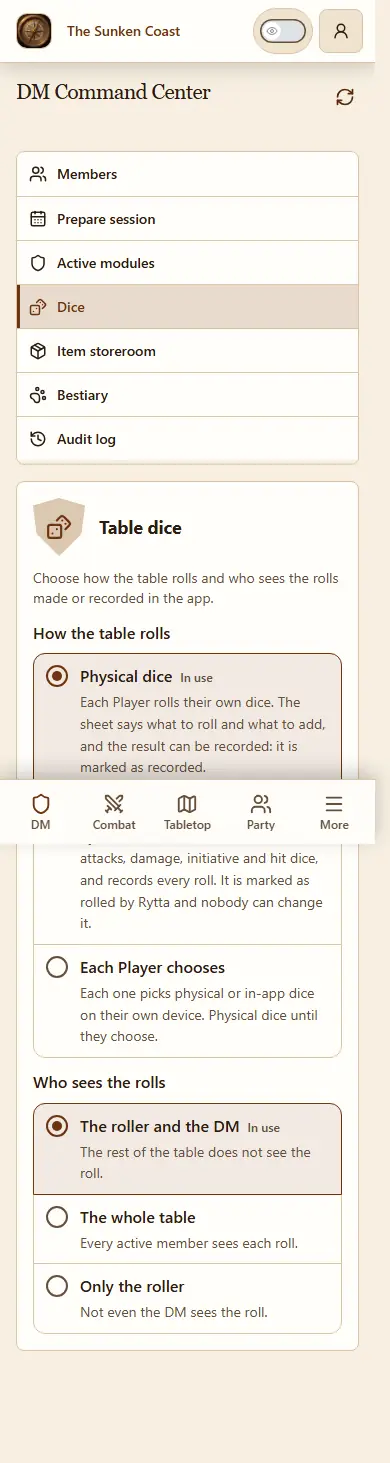 The Sunken Coast
DM Command Center
Members
Prepare session
Active modules
Dice
Item storeroom
Bestiary
Audit log
Table dice
Choose how the table rolls and who sees the rolls
made or recorded in the app.
How the table rolls
Physical dice In use
Each Player rolls their own dice. The
sheet says what to roll and what to add,
and the result can be recorded: it is
marked as recorded.
DM
Combat
Tabletop
Party
More
attacks, damage, initiative and hit dice,
and records every roll. It is marked as
rolled by Rytta and nobody can change
it.
Each Player chooses
Each one picks physical or in-app dice
on their own device. Physical dice until
they choose.
Who sees the rolls
The roller and the DM In use
The rest of the table does not see the
roll.
The whole table
Every active member sees each roll.
Only the roller
Not even the DM sees the roll.